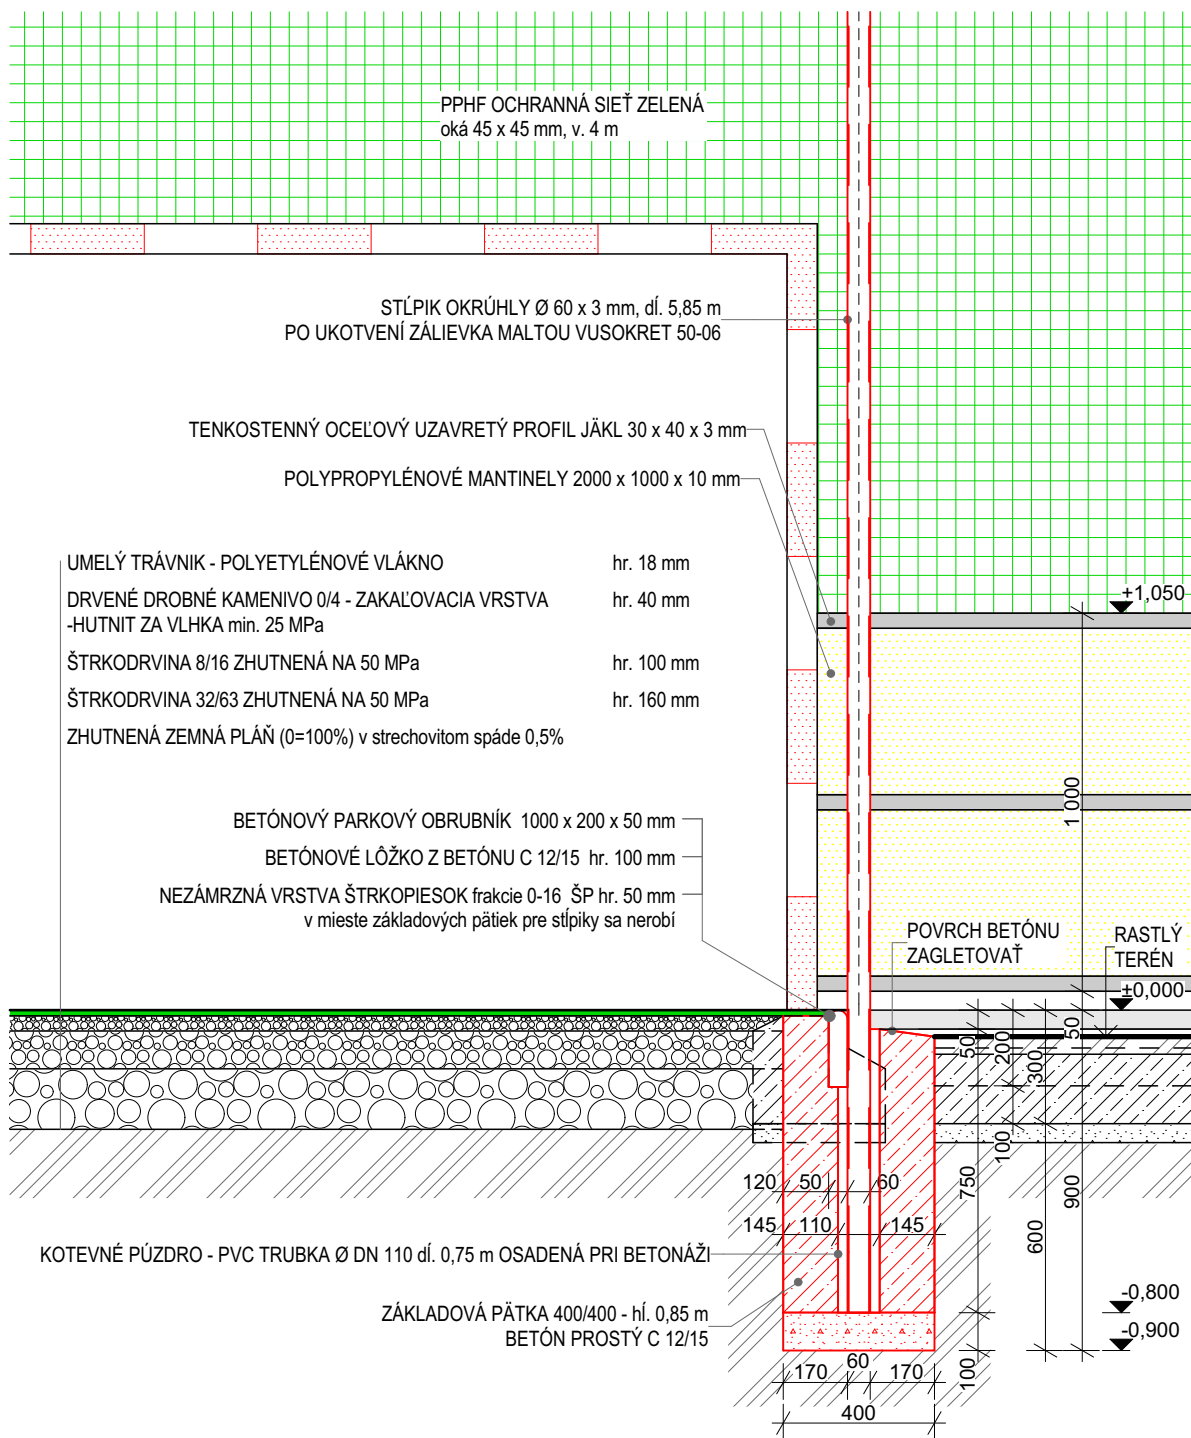 PPHF OCHRANNÁ SIEŤ ZELENÁ
oká 45 x 45 mm, v. 4 m
STĹPIK OKRÚHLY Ø 60 x 3 mm, dĺ. 5,85 m
PO UKOTVENÍ ZÁLIEVKA MALTOU VUSOKRET 50-06
TENKOSTENNÝ OCEĽOVÝ UZAVRETÝ PROFIL JÄKL 30 x 40 x 3 mm
POLYPROPYLÉNOVÉ MANTINELY 2000 x 1000 x 10 mm
UMELÝ TRÁVNIK - POLYETYLÉNOVÉ VLÁKNO hr. 18 mm
DRVENÉ DROBNÉ KAMENIVO 0/4 - ZAKAĽOVACIA VRSTVA hr. 40 mm
-HUTNIT ZA VLHKA min. 25 MPa
ŠTRKODRVINA 8/16 ZHUTNENÁ NA 50 MPa hr. 100 mm
ŠTRKODRVINA 32/63 ZHUTNENÁ NA 50 MPa hr. 160 mm
ZHUTNENÁ ZEMNÁ PLÁŇ (0=100%) v strechovitom spáde 0,5%
+1,050
1 000
BETÓNOVÝ PARKOVÝ OBRUBNÍK 1000 x 200 x 50 mm
BETÓNOVÉ LÔŽKO Z BETÓNU C 12/15 hr. 100 mm
NEZÁMRZNÁ VRSTVA ŠTRKOPIESOK frakcie 0-16 ŠP hr. 50 mm
v mieste základových pätiek pre stĺpiky sa nerobí
POVRCH BETÓNU
ZAGLETOVAŤ
RASTLÝ
TERÉN
±0,000
50
200
300
50
100
750
600
900
120 50 60
145 110 145
KOTEVNÉ PÚZDRO - PVC TRUBKA Ø DN 110 dĺ. 0,75 m OSADENÁ PRI BETONÁŽI
ZÁKLADOVÁ PÄTKA 400/400 - hĺ. 0,85 m
BETÓN PROSTÝ C 12/15
-0,800
-0,900
100
170 60 170
400